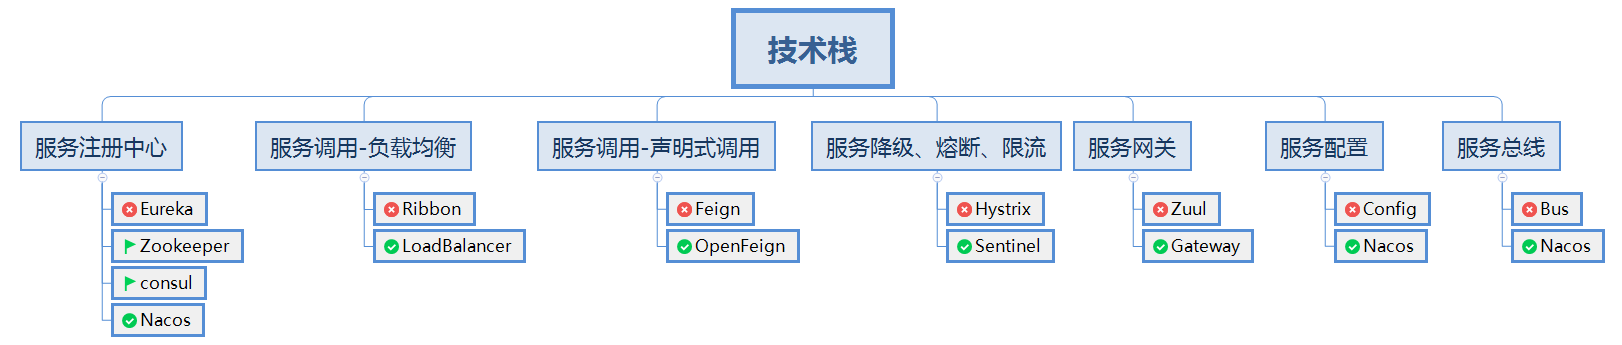 技术栈
服务注册中心
Eureka
Zookeeper
consul
Nacos
服务调用-负载均衡
Ribbon
LoadBalancer
服务调用-声明式调用
Feign
OpenFeign
服务降级、熔断、限流
Hystrix
Sentinel
服务网关
Zuul
Gateway
服务配置
Config
Nacos
服务总线
Bus
Nacos